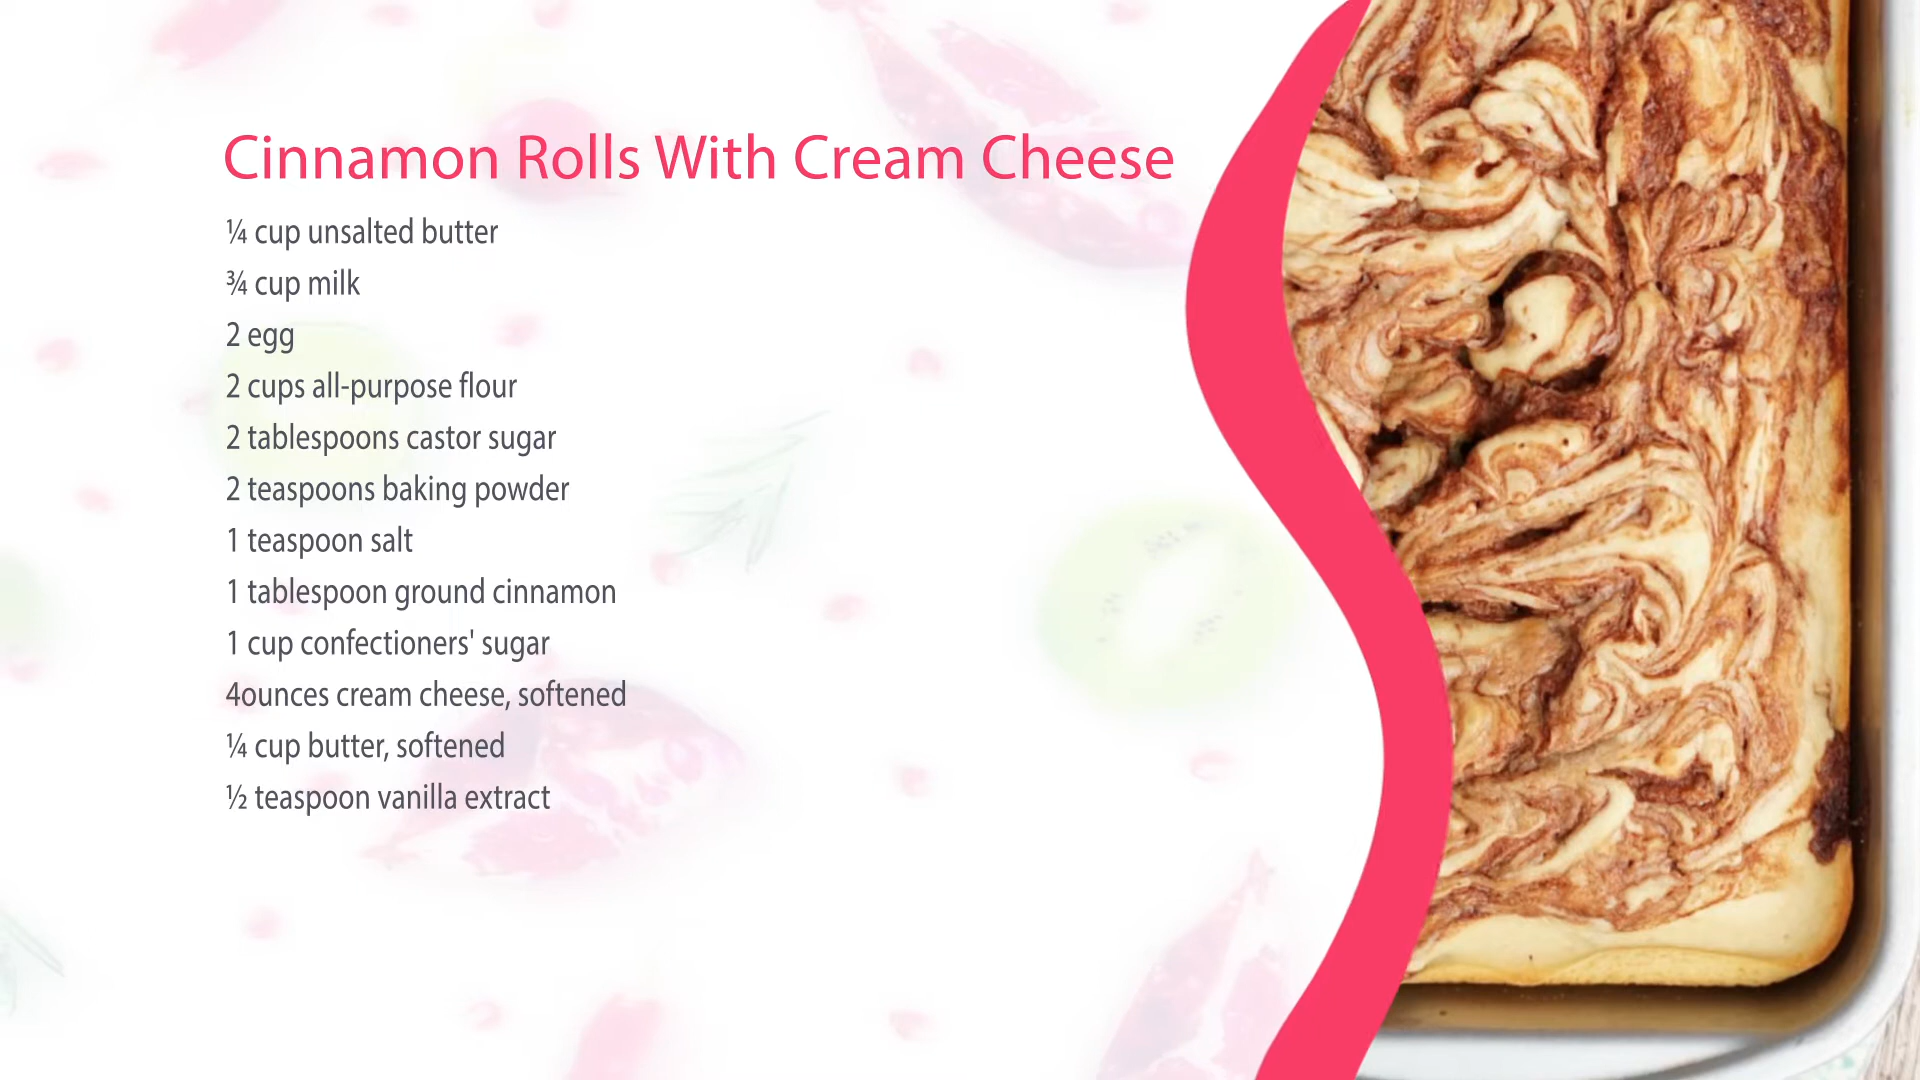 Cinnamon Rolls With Cream Cheese
¼ cup unsalted butter
¾ cup milk
2 egg
2 cups all-purpose flour
2 tablespoons castor sugar
2 teaspoons baking powder
1 teaspoon salt
1 tablespoon ground cinnamon
1 cup confectioners' sugar
4ounces cream cheese, softened
¼ cup butter, softened
½ teaspoon vanilla extract